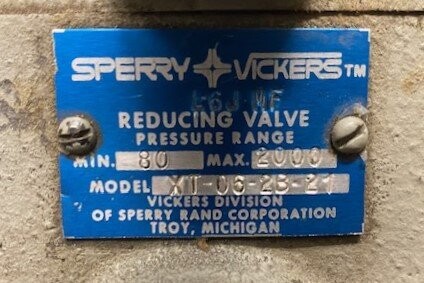 SPERRY VICKERS TM
REDUCING VALVE
PRESSURE RANGE
MIN. 80 MAX. 2000
MODEL XT-06-2B-21
VICKERS DIVISION
OF SPERRY RAND CORPORATION
TROY, MICHIGAN